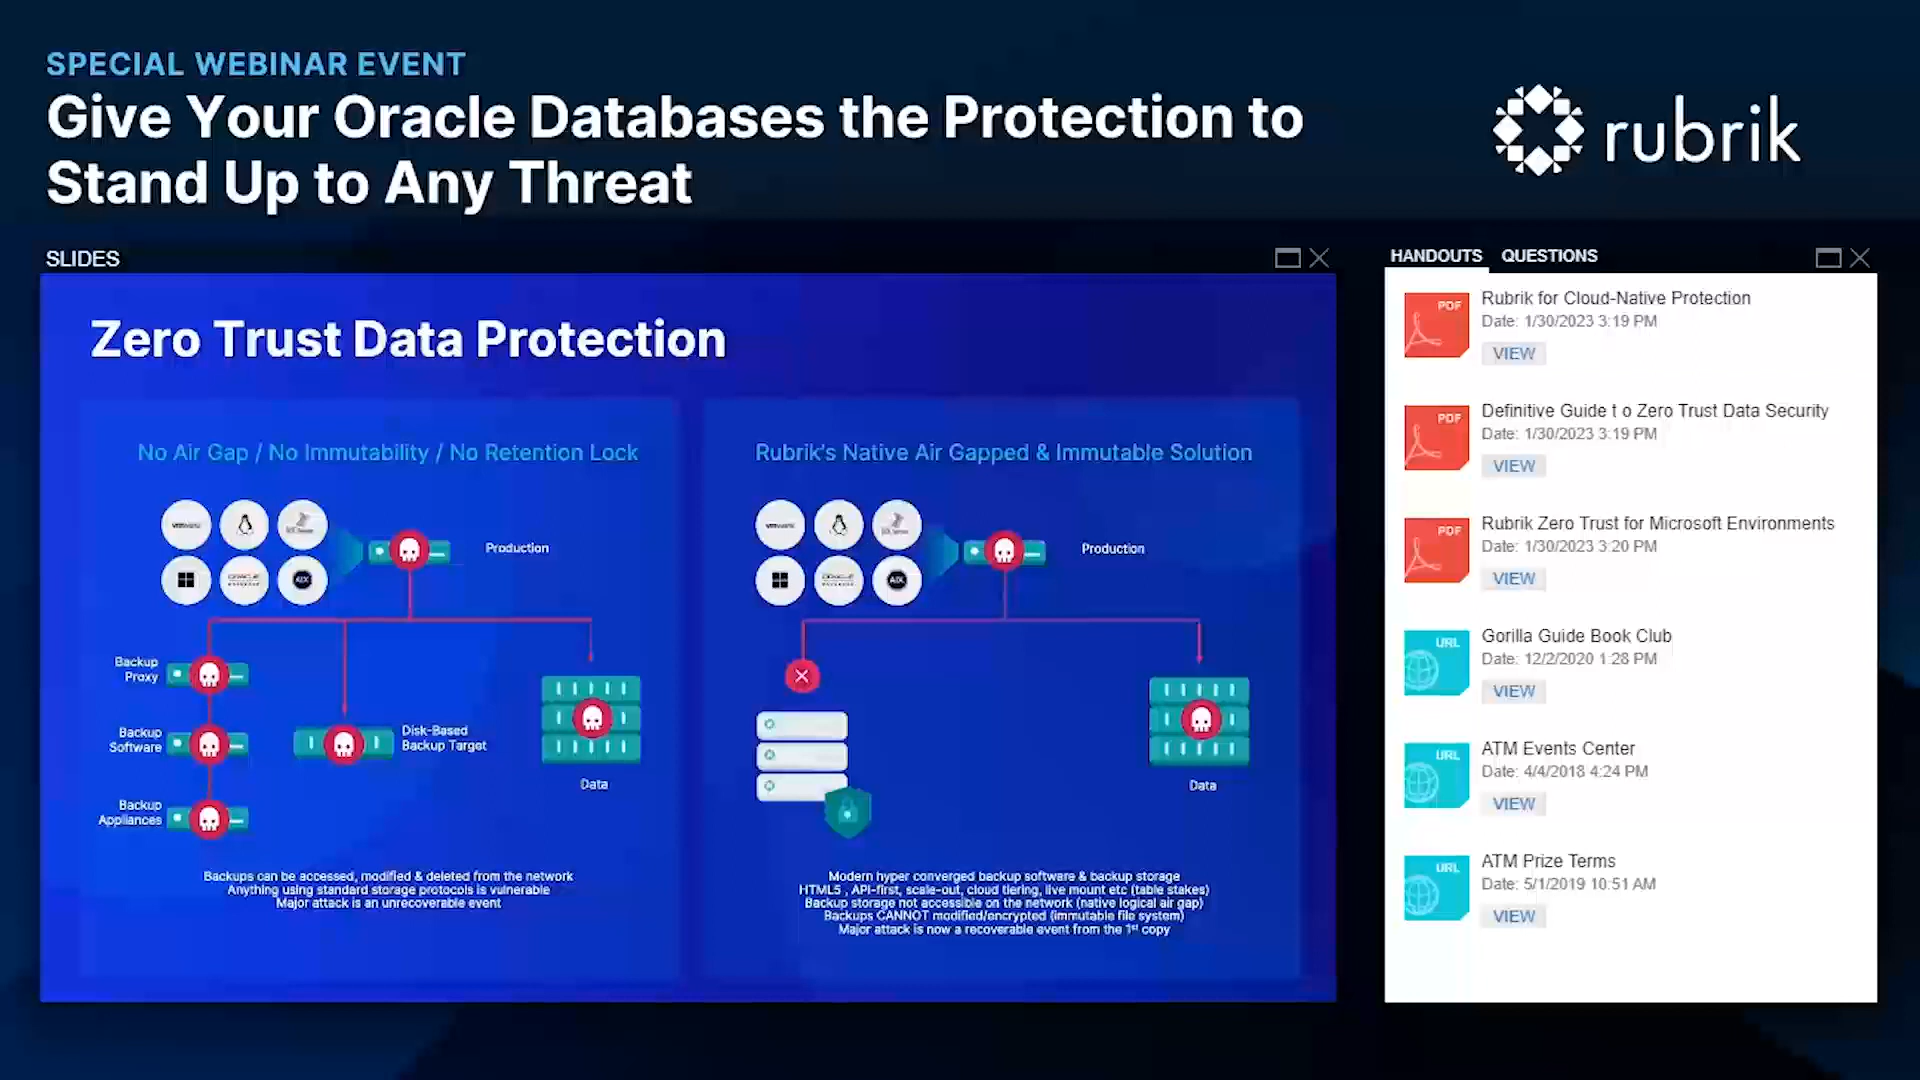 SPECIAL WEBINAR EVENT
Give Your Oracle Databases the Protection to
Stand Up to Any Threat
rubrik
SLIDES
HANDOUTS QUESTIONS
Zero Trust Data Protection
No Air Gap / No Immutability / No Retention Lock
vmware
AIX
Production
Backup
Proxy
Backup
Software
Backup
Appliances
Disk-Based
Backup Target
Data
Backups can be accessed, modified & deleted from the network
Anything using standard storage protocols is vulnerable
Major attack is an unrecoverable event
Rubrik's Native Air Gapped & Immutable Solution
vmware
AIX
Production
Data
Modern hyper converged backup software & backup storage
HTML5 , API-first, scale-out, cloud tiering, live mount etc (table stakes)
Backup storage not accessible on the network (native logical air gap)
Backups CANNOT modified/encrypted (immutable file system)
Major attack is now a recoverable event from the 1st copy
PDF
Rubrik for Cloud-Native Protection
Date: 1/30/2023 3:19 PM
VIEW
PDF
Definitive Guide t o Zero Trust Data Security
Date: 1/30/2023 3:19 PM
VIEW
PDF
Rubrik Zero Trust for Microsoft Environments
Date: 1/30/2023 3:20 PM
VIEW
URL
Gorilla Guide Book Club
Date: 12/2/2020 1:28 PM
VIEW
URL
ATM Events Center
Date: 4/4/2018 4:24 PM
VIEW
URL
ATM Prize Terms
Date: 5/1/2019 10:51 AM
VIEW